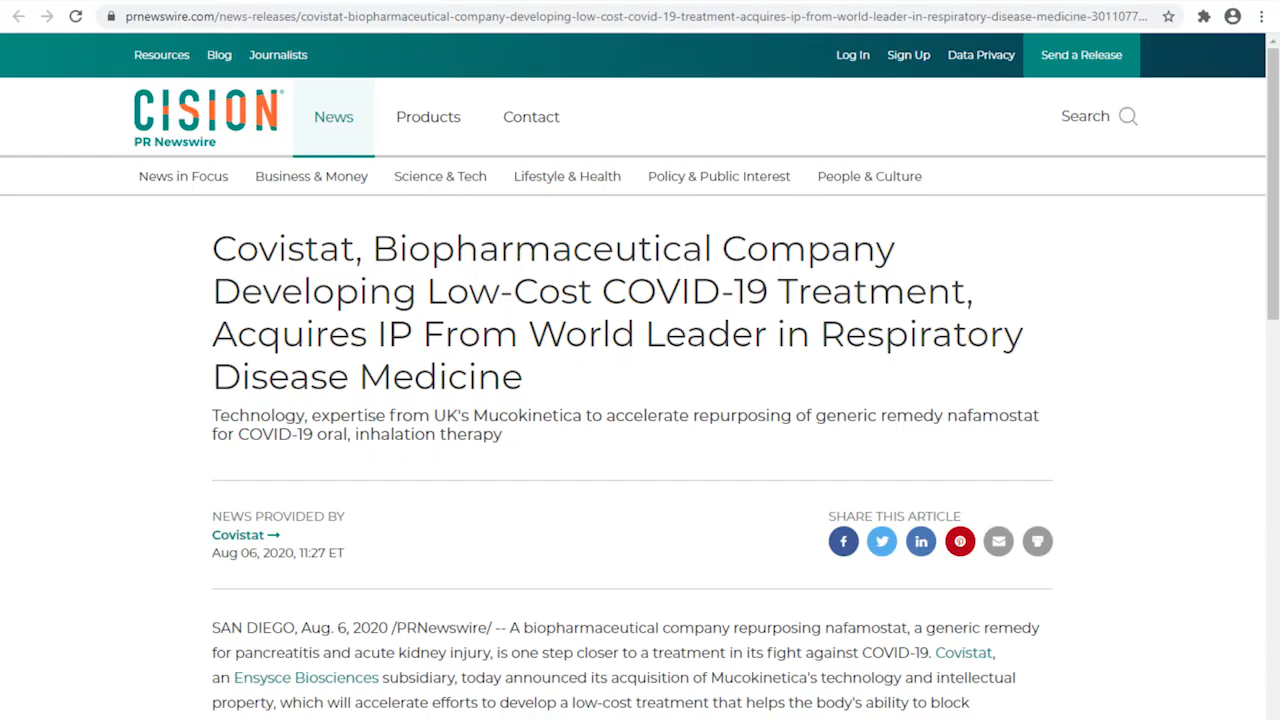 prnewswire.com/news-releases/covistat-biopharmaceutical-company-developing-low-cost-covid-19-treatment-acquires-ip-from-world-leader-in-respiratory-disease-medicine-3011077...
Resources Blog Journalists Log In Sign Up Data Privacy Send a Release
CISION
PR Newswire
News Products Contact Search
News in Focus Business & Money Science & Tech Lifestyle & Health Policy & Public Interest People & Culture
Covistat, Biopharmaceutical Company
Developing Low-Cost COVID-19 Treatment,
Acquires IP From World Leader in Respiratory
Disease Medicine
Technology, expertise from UK's Mucokinetica to accelerate repurposing of generic remedy nafamostat
for COVID-19 oral, inhalation therapy
NEWS PROVIDED BY
Covistat →
Aug 06, 2020, 11:27 ET
SHARE THIS ARTICLE
SAN DIEGO, Aug. 6, 2020 /PRNewswire/ -- A biopharmaceutical company repurposing nafamostat, a generic remedy
for pancreatitis and acute kidney injury, is one step closer to a treatment in its fight against COVID-19. Covistat,
an Ensysce Biosciences subsidiary, today announced its acquisition of Mucokinetica's technology and intellectual
property, which will accelerate efforts to develop a low-cost treatment that helps the body's ability to block